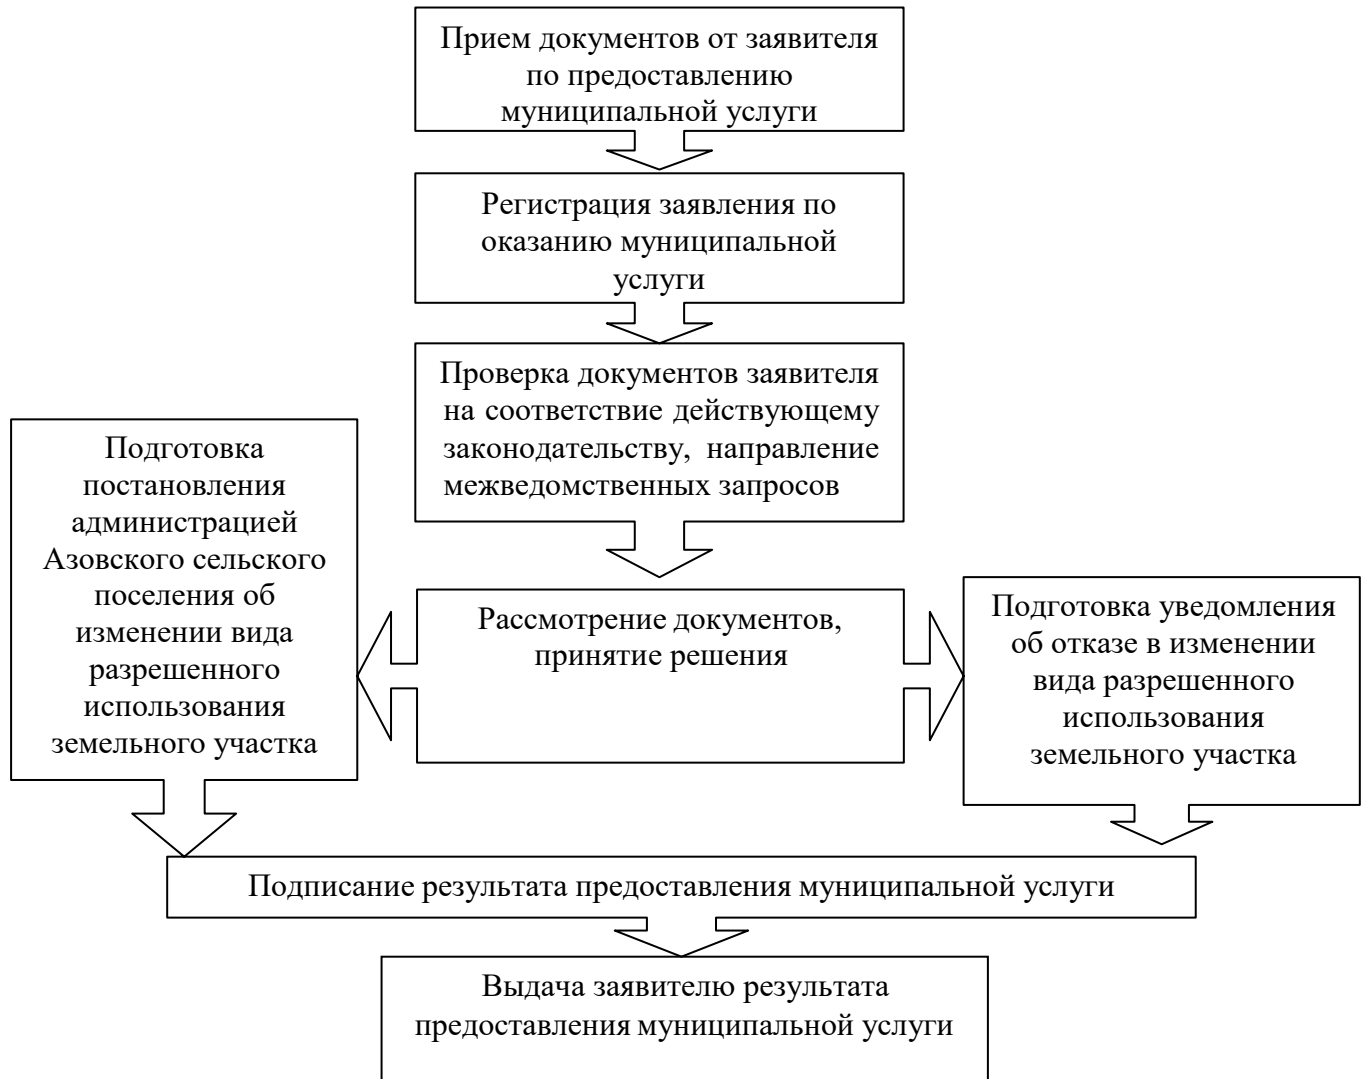 Прием документов от заявителя
по предоставлению
муниципальной услуги
Регистрация заявления по
оказанию муниципальной
услуги
Проверка документов заявителя
на соответствие действующему
законодательству, направление
межведомственных запросов
Подготовка
постановления
администрацией
Азовского сельского
поселения об
изменении вида
разрешенного
использования
земельного участка
Рассмотрение документов,
принятие решения
Подготовка уведомления
об отказе в изменении
вида разрешенного
использования
земельного участка
Подписание результата предоставления муниципальной услуги
Выдача заявителю результата
предоставления муниципальной услуги